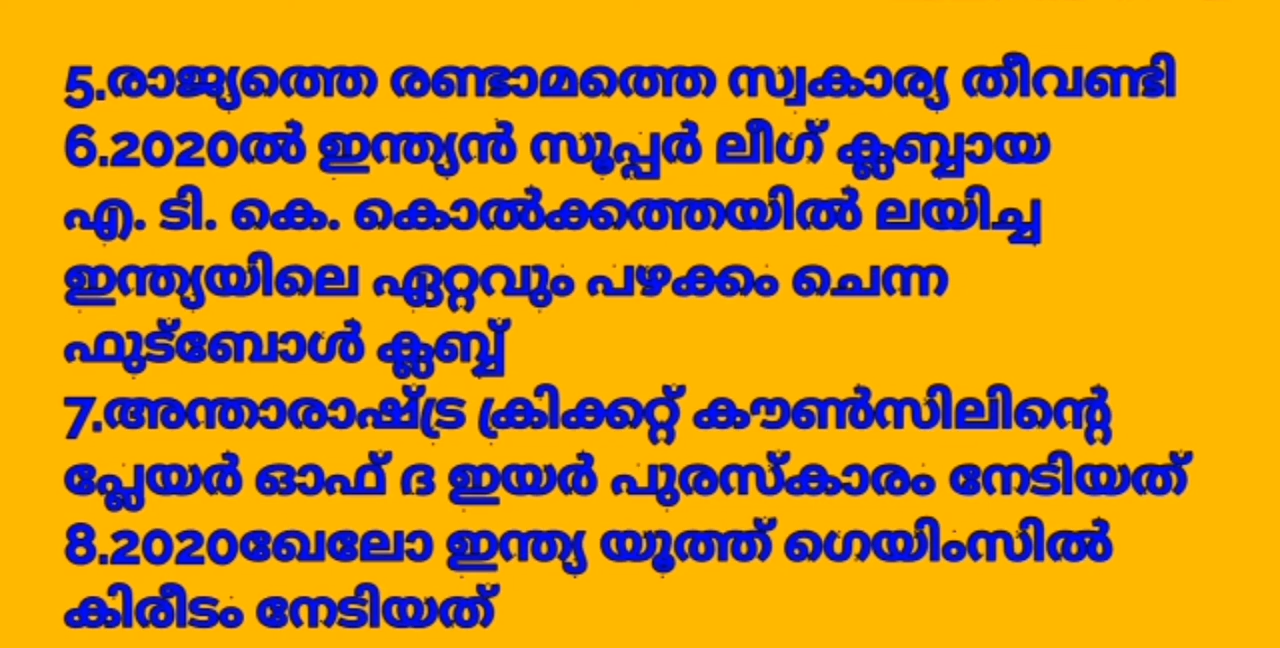 5.രാജ്യത്തെ രണ്ടാമത്തെ സ്വകാര്യ തീവണ്ടി
6.2020ൽ ഇന്ത്യൻ സൂപ്പർ ലീഗ് ക്ലബ്ബായ
എ. ടി. കെ. കൊൽക്കത്തെയിൽ ലയിച്ച
ഇന്ത്യയിലെ ഏറ്റവും പഴക്കം ചെന്ന
ഫുട്ബോൾ ക്ലബ്ബ്
7.അന്താരാഷ്ട്ര ക്രിക്കറ്റ് കൗൺസിലിന്റെ
പ്ലേയർ ഓഫ് ദ ഇയർ പുരസ്കാരം നേടിയത്
8.2020ഖേലോ ഇന്ത്യ യൂത്ത് ഗെയിംസിൽ
കിരീടം നേടിയത്